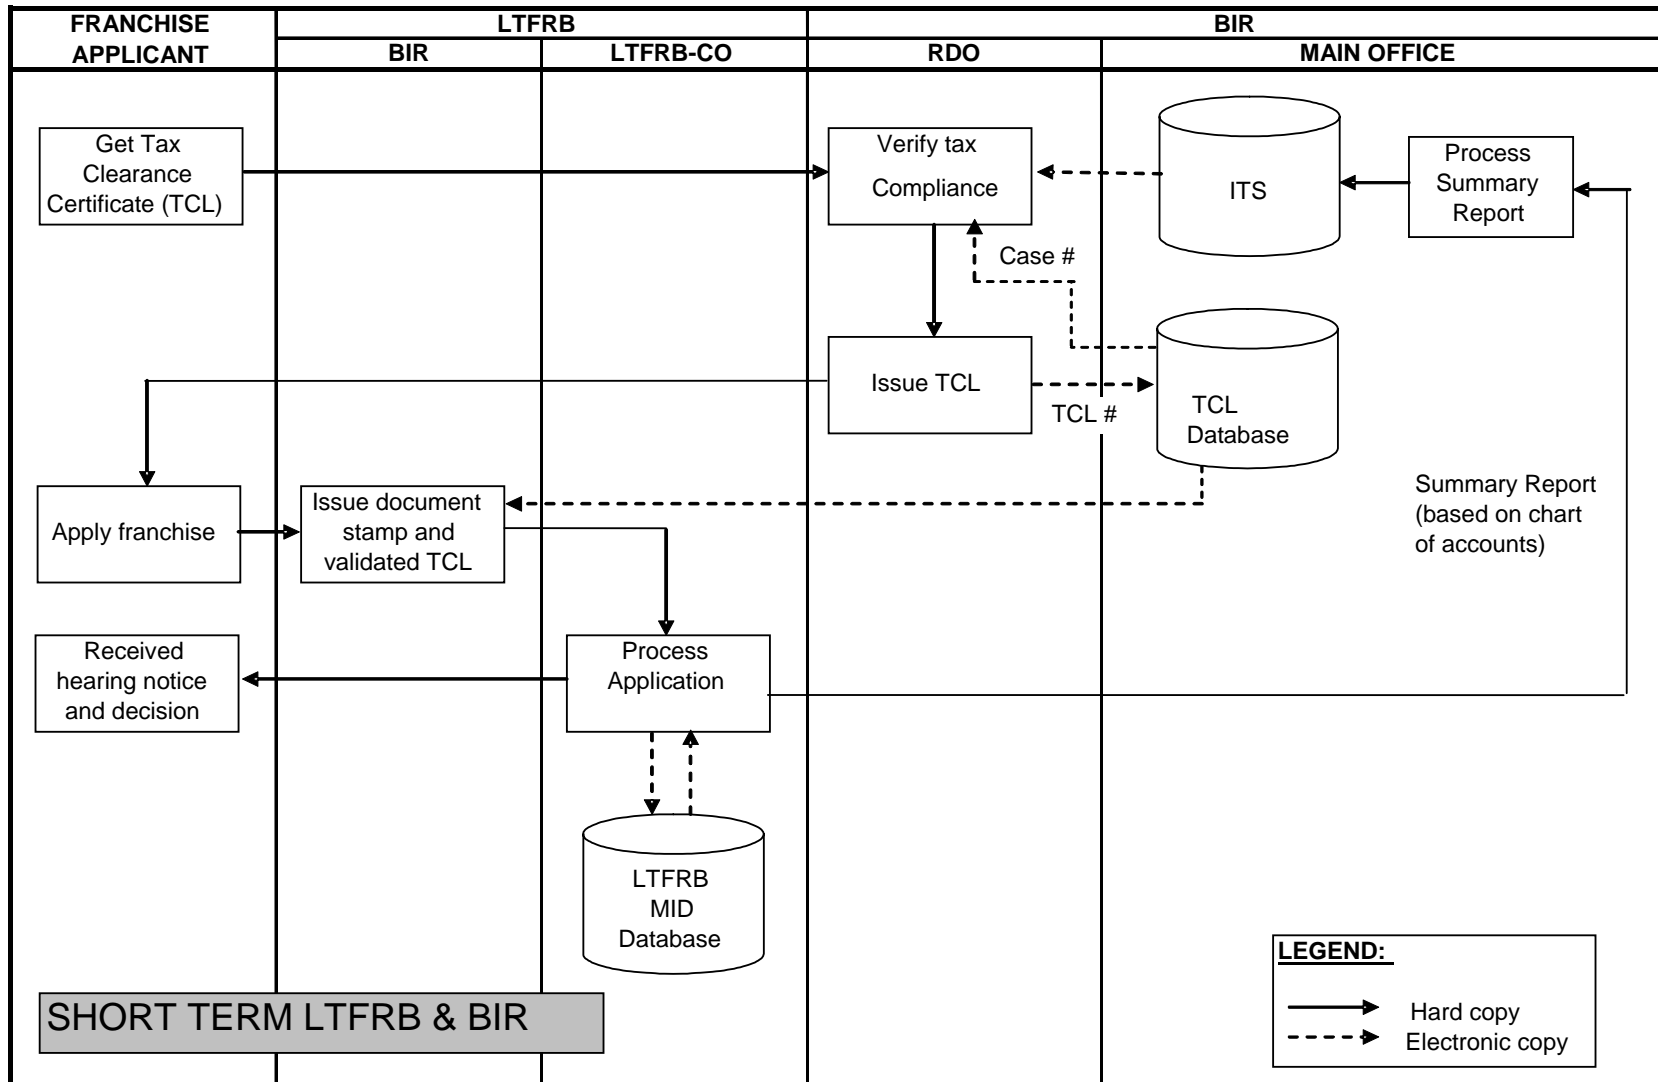 FRANCHISE
APPLICANT
LTFRB
BIR
BIR
LTFRB-CO
RDO
MAIN OFFICE
Get Tax
Clearance
Certificate (TCL)
Verify tax
Compliance
ITS
Process
Summary
Report
Case #
Issue TCL
TCL #
TCL
Database
Apply franchise
Issue document
stamp and
validated TCL
Summary Report
(based on chart
of accounts)
Received
hearing notice
and decision
Process
Application
LTFRB
MID
Database
SHORT TERM LTFRB & BIR
LEGEND:
Hard copy
Electronic copy